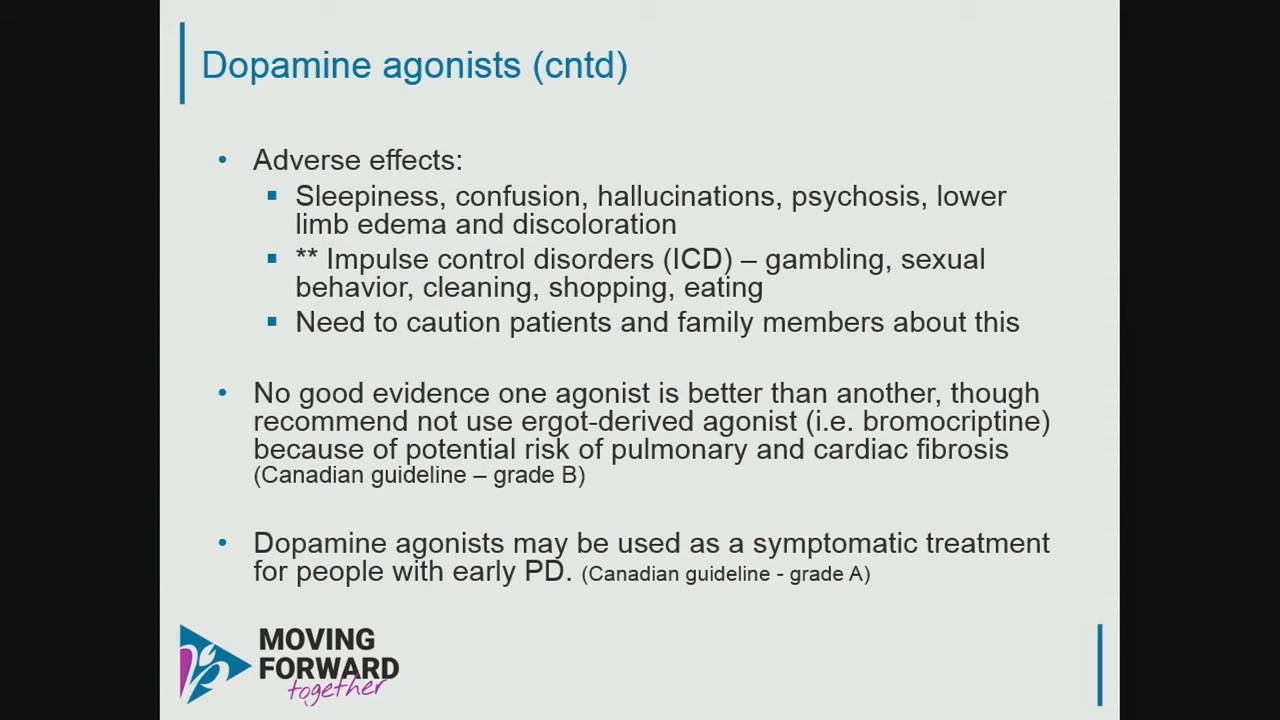 Dopamine agonists (cntd)
• Adverse effects:
▪ Sleepiness, confusion, hallucinations, psychosis, lower
limb edema and discoloration
▪ ** Impulse control disorders (ICD) – gambling, sexual
behavior, cleaning, shopping, eating
▪ Need to caution patients and family members about this
• No good evidence one agonist is better than another, though
recommend not use ergot-derived agonist (i.e. bromocriptine)
because of potential risk of pulmonary and cardiac fibrosis
(Canadian guideline – grade B)
• Dopamine agonists may be used as a symptomatic treatment
for people with early PD. (Canadian guideline - grade A)
MOVING
FORWARD
together